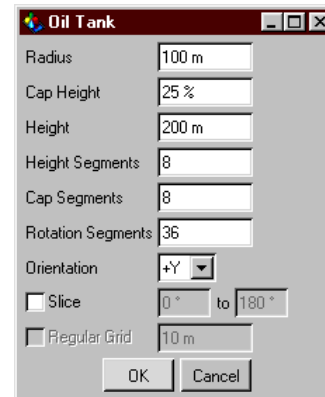 Oil Tank
Radius 100 m
Cap Height 25 %
Height 200 m
Height Segments 8
Cap Segments 8
Rotation Segments 36
Orientation +Y
Slice 0 ° to 180 °
Regular Grid 10 m
OK Cancel